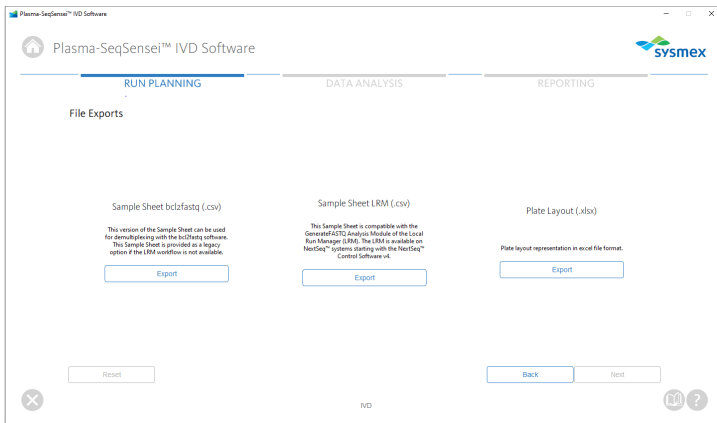 Plasma-SeqSensei™ IVD Software
Plasma-SeqSensei™ IVD Software
sysmex
RUN PLANNING
DATA ANALYSIS
REPORTING
File Exports
Sample Sheet bcl2fastq (.csv)
This version of the Sample Sheet can be used
for demultiplexing with the bcl2fastq software.
This Sample Sheet is provided as a legacy
option if the LRM workflow is not available.
Export
Sample Sheet LRM (.csv)
This Sample Sheet is compatible with the
GenerateFASTQ Analysis Module of the Local
Run Manager (LRM). The LRM is available on
NextSeq™ systems starting with the NextSeq™
Control Software v4.
Export
Plate Layout (.xlsx)
Plate layout representation in excel file format.
Export
Reset
Back
Next
IVD
?